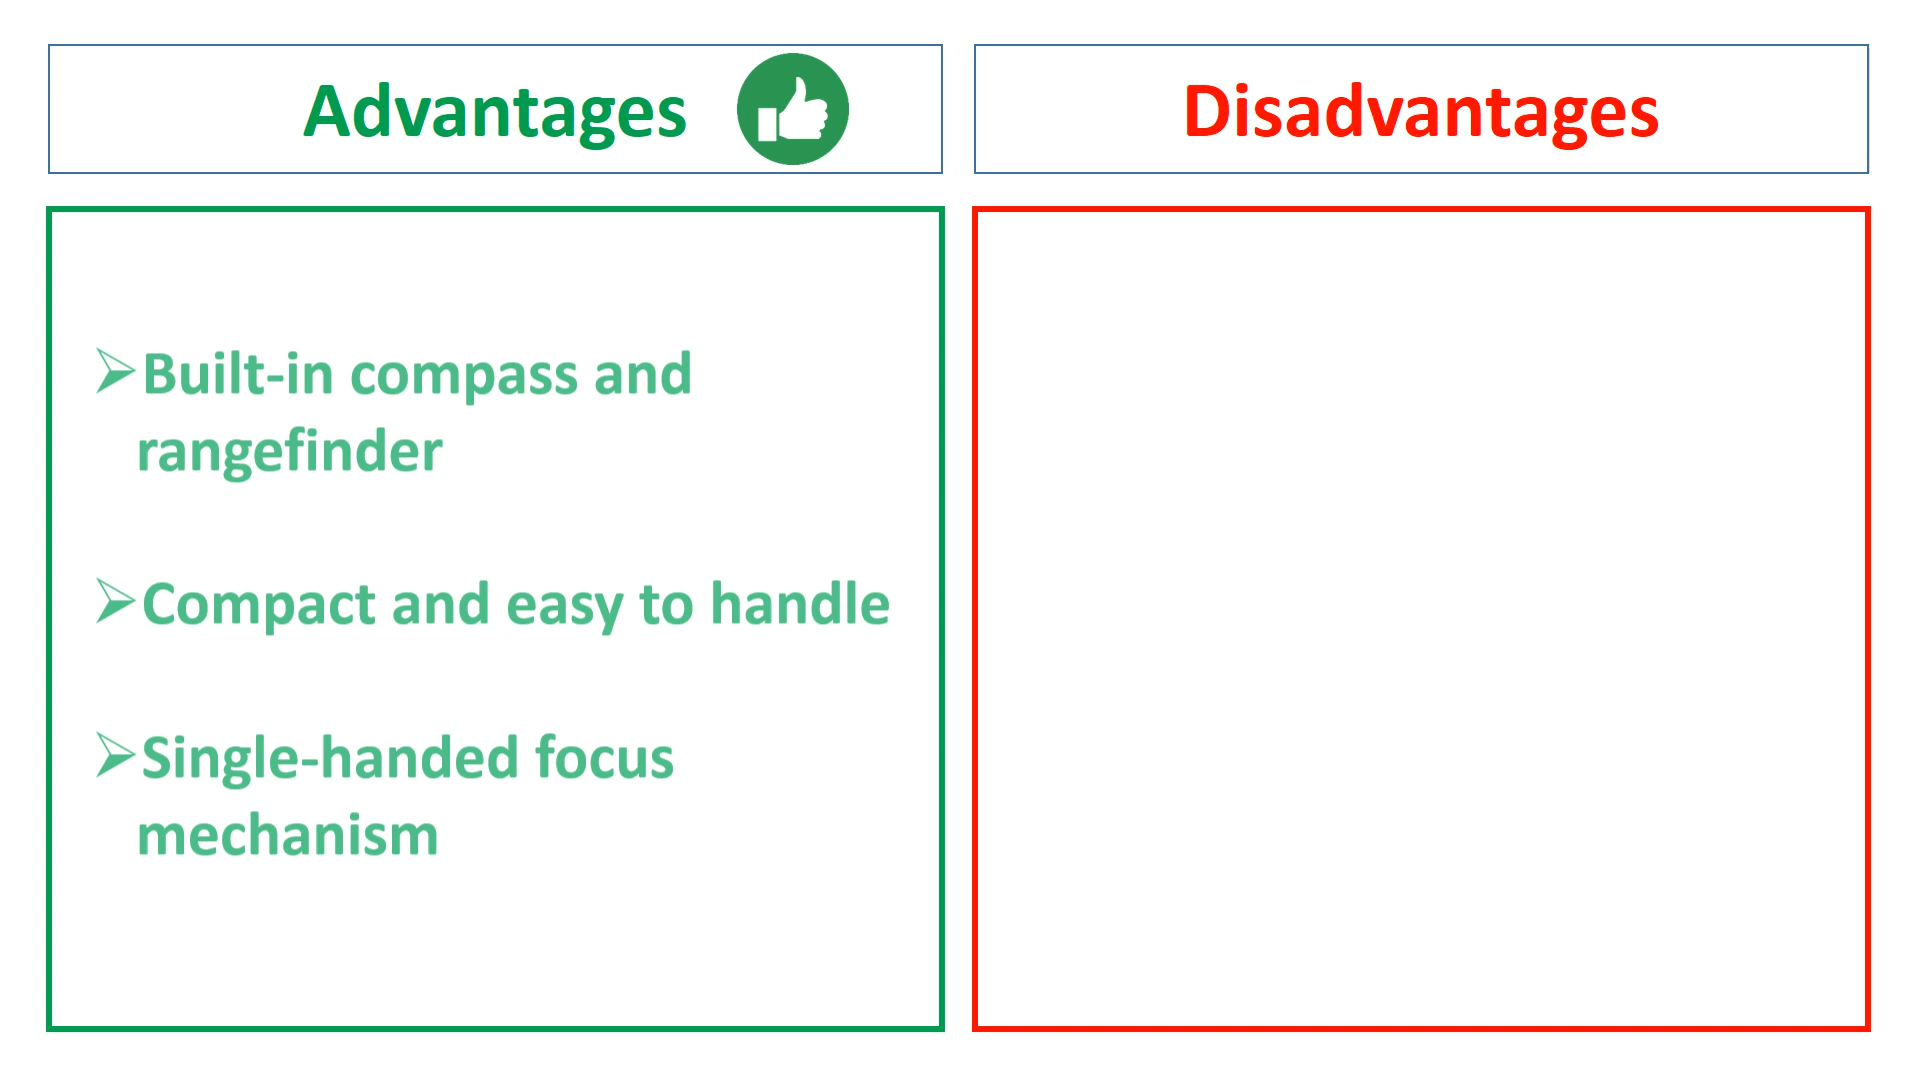 Advantages
Disadvantages
➢Built-in compass and
rangefinder
➢Compact and easy to handle
➢Single-handed focus
mechanism